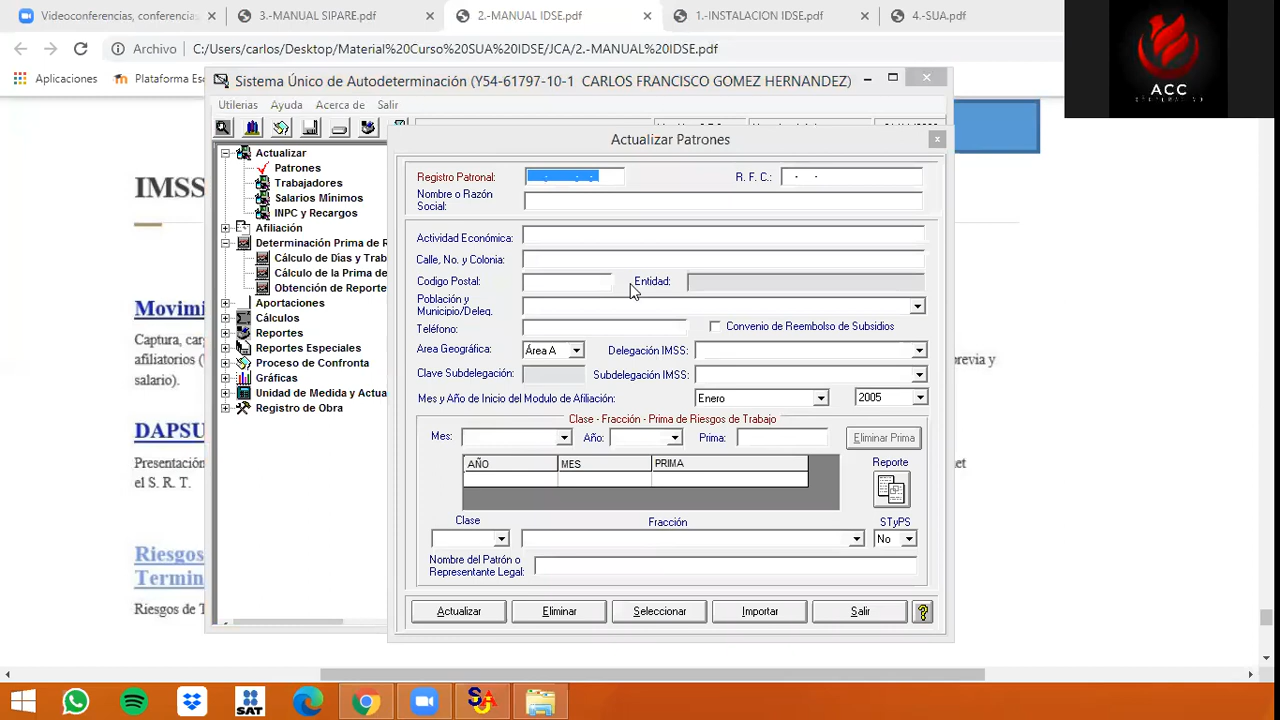 Videoconferencias, conferencia:
3.-MANUAL SIPARE.pdf
2.-MANUAL IDSE.pdf
1.-INSTALACION IDSE.pdf
4.-SUA.pdf
Archivo
C:/Users/carlos/Desktop/Material%20Curso%20SUA%20IDSE/JCA/2.-MANUAL%20IDSE.pdf
Aplicaciones
Plataforma Es
ACC
IMSS
Movimi
Captura, car
afiliatorios (
salario).
previa y
DAPSU
Presentación
el S. R. T.
et
Riesgos
Termin
Riesgos de T
Sistema Único de Autodeterminación (Y54-61797-10-1 CARLOS FRANCISCO GOMEZ HERNANDEZ)
Utilerias Ayuda Acerca de Salir
Actualizar
Patrones
Trabajadores
Salarios Mínimos
INPC y Recargos
Afiliación
Determinación Prima de R
Cálculo de Días y Trab
Cálculo de la Prima de
Obtención de Reporte
Aportaciones
Cálculos
Reportes
Reportes Especiales
Proceso de Confronta
Gráficas
Unidad de Medida y Actua
Registro de Obra
Actualizar Patrones
Registro Patronal:
R. F. C.:
Nombre o Razón
Social:
Actividad Económica:
Calle, No. y Colonia:
Codigo Postal:
Entidad:
Población y
Municipio/Deleg.
Teléfono:
Convenio de Reembolso de Subsidios
Area Geográfica:
Área A
Delegación IMSS:
Clave Subdelegación:
Subdelegación IMSS:
Mes y Año de Inicio del Modulo de Afiliación:
Enero
2005
Clase - Fracción - Prima de Riesgos de Trabajo
Mes:
Año:
Prima:
Eliminar Prima
AÑO
MES
PRIMA
Reporte
Clase
Fracción
STyPS
No
Nombre del Patrón o
Representante Legal:
Actualizar
Eliminar
Seleccionar
Importar
Salir
?
SAT